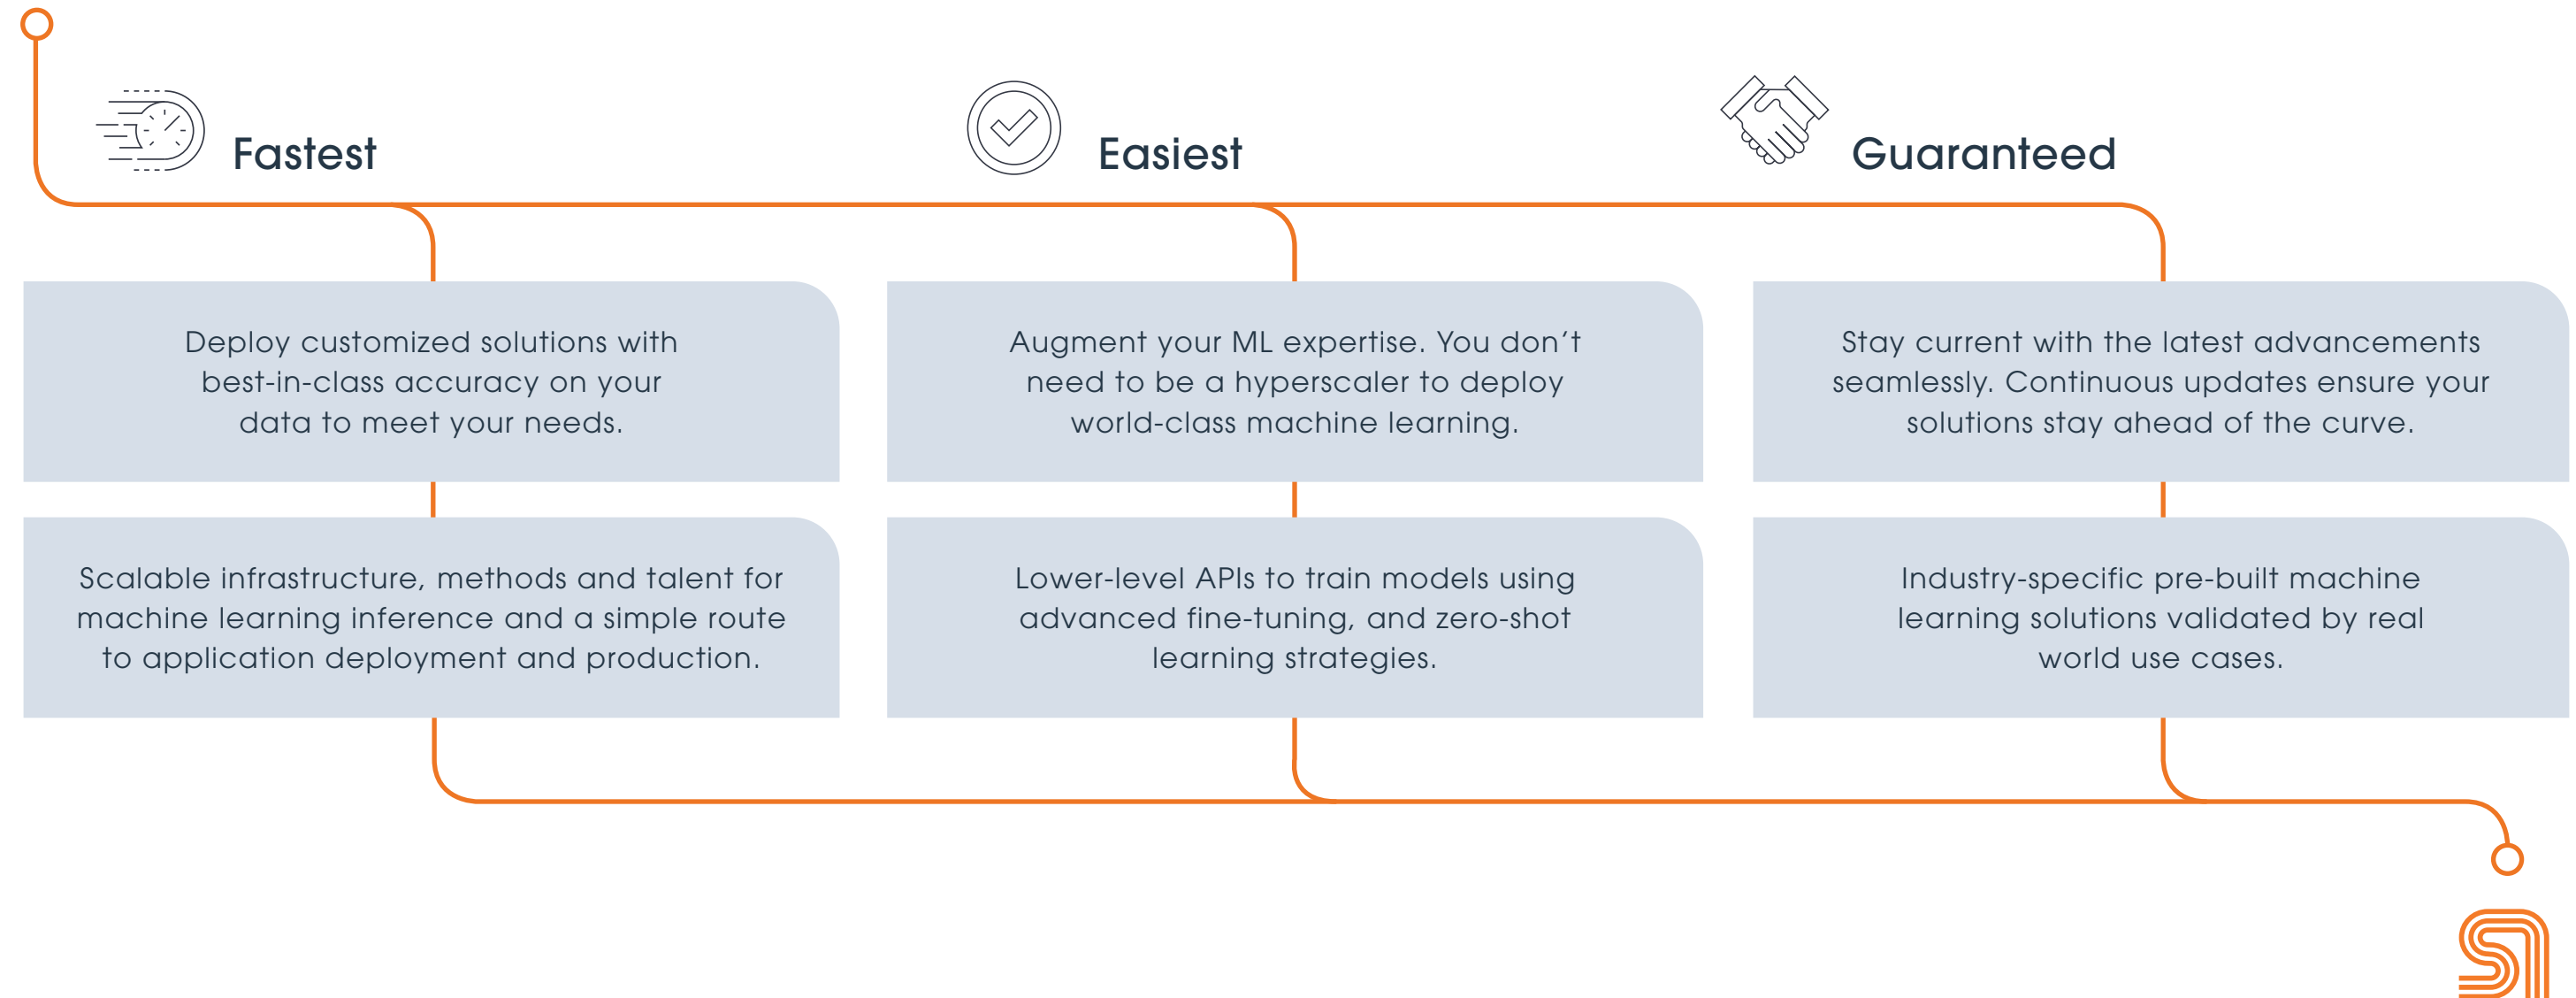 Fastest
Easiest
Guaranteed
Deploy customized solutions with
best-in-class accuracy on your
data to meet your needs.
Augment your ML expertise. You don’t
need to be a hyperscaler to deploy
world-class machine learning.
Stay current with the latest advancements
seamlessly. Continuous updates ensure your
solutions stay ahead of the curve.
Scalable infrastructure, methods and talent for
machine learning inference and a simple route
to application deployment and production.
Lower-level APIs to train models using
advanced fine-tuning, and zero-shot
learning strategies.
Industry-specific pre-built machine
learning solutions validated by real
world use cases.